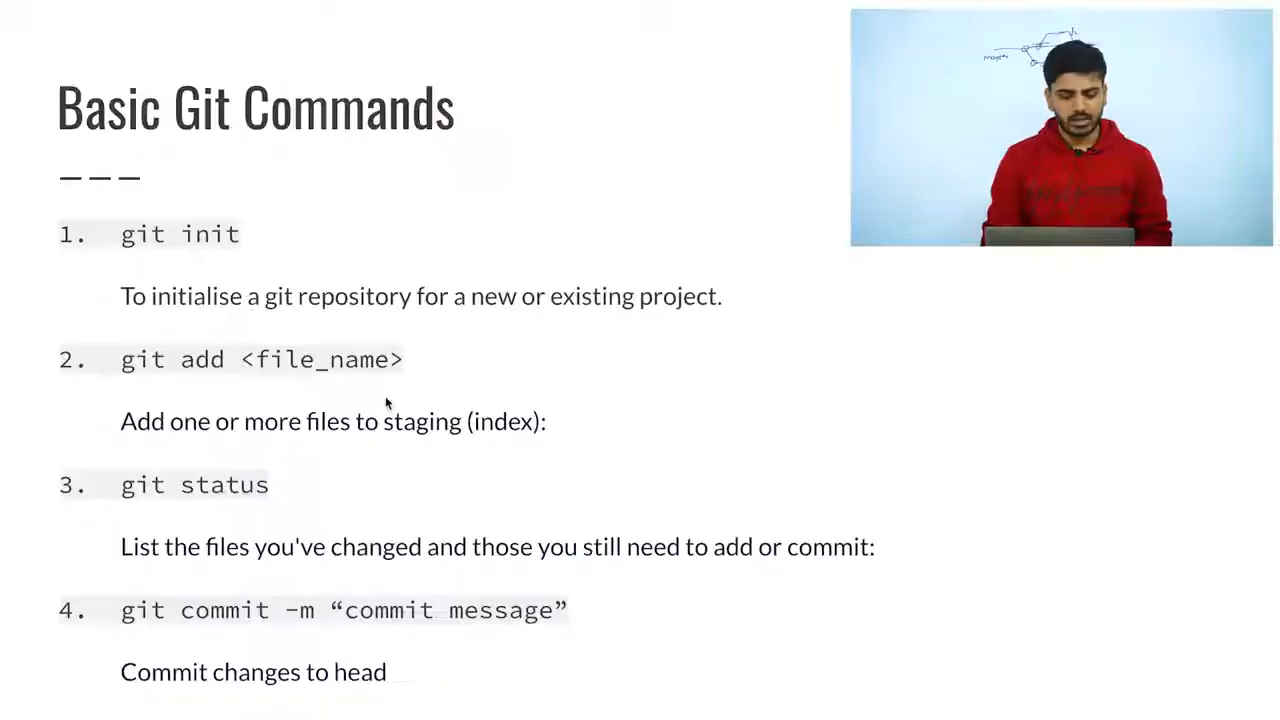 Basic Git Commands
1. git init
To initialise a git repository for a new or existing project.
2. git add <file_name>
Add one or more files to staging (index):
3. git status
List the files you've changed and those you still need to add or commit:
4. git commit -m “commit message”
Commit changes to head